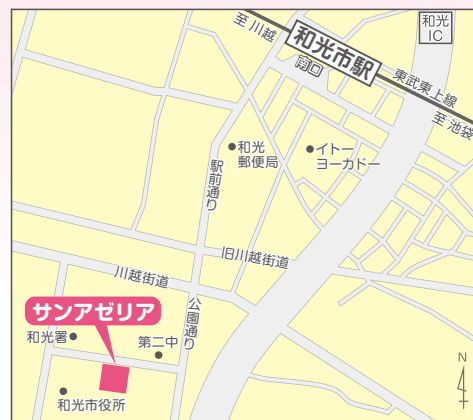 和光
IC
至 川越
和光市駅
南口
東武東上線
至 池袋
和光
郵便局
イトー
ヨーカドー
駅前通り
旧川越街道
川越街道
公園通り
サンアゼリア
和光署
第二中
和光市役所
N
4